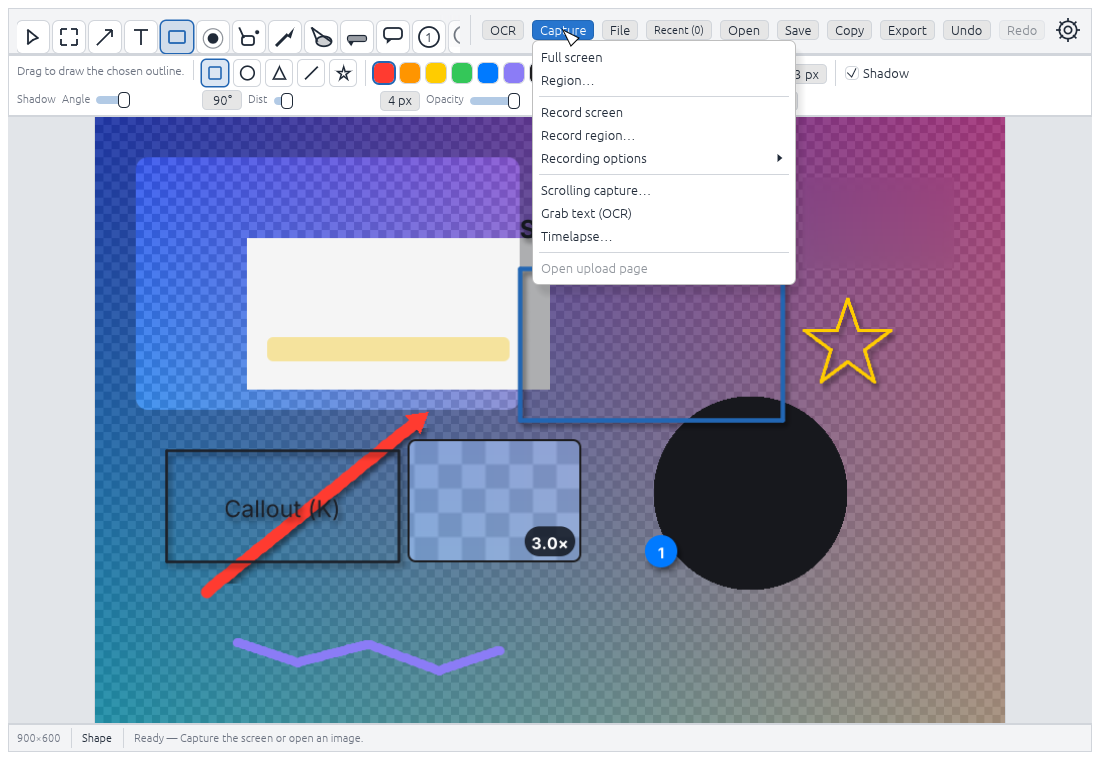 OCR Capture File Recent (0) Open Save Copy Export Undo Redo
1
Drag to draw the chosen outline.
3 px Shadow
Shadow Angle 90° Dist 4 px Opacity
Full screen
Region…
Record screen
Record region…
Recording options
Scrolling capture…
Grab text (OCR)
Timelapse…
Open upload page
Callout (K)
3.0×
1
900×600 Shape Ready — Capture the screen or open an image.